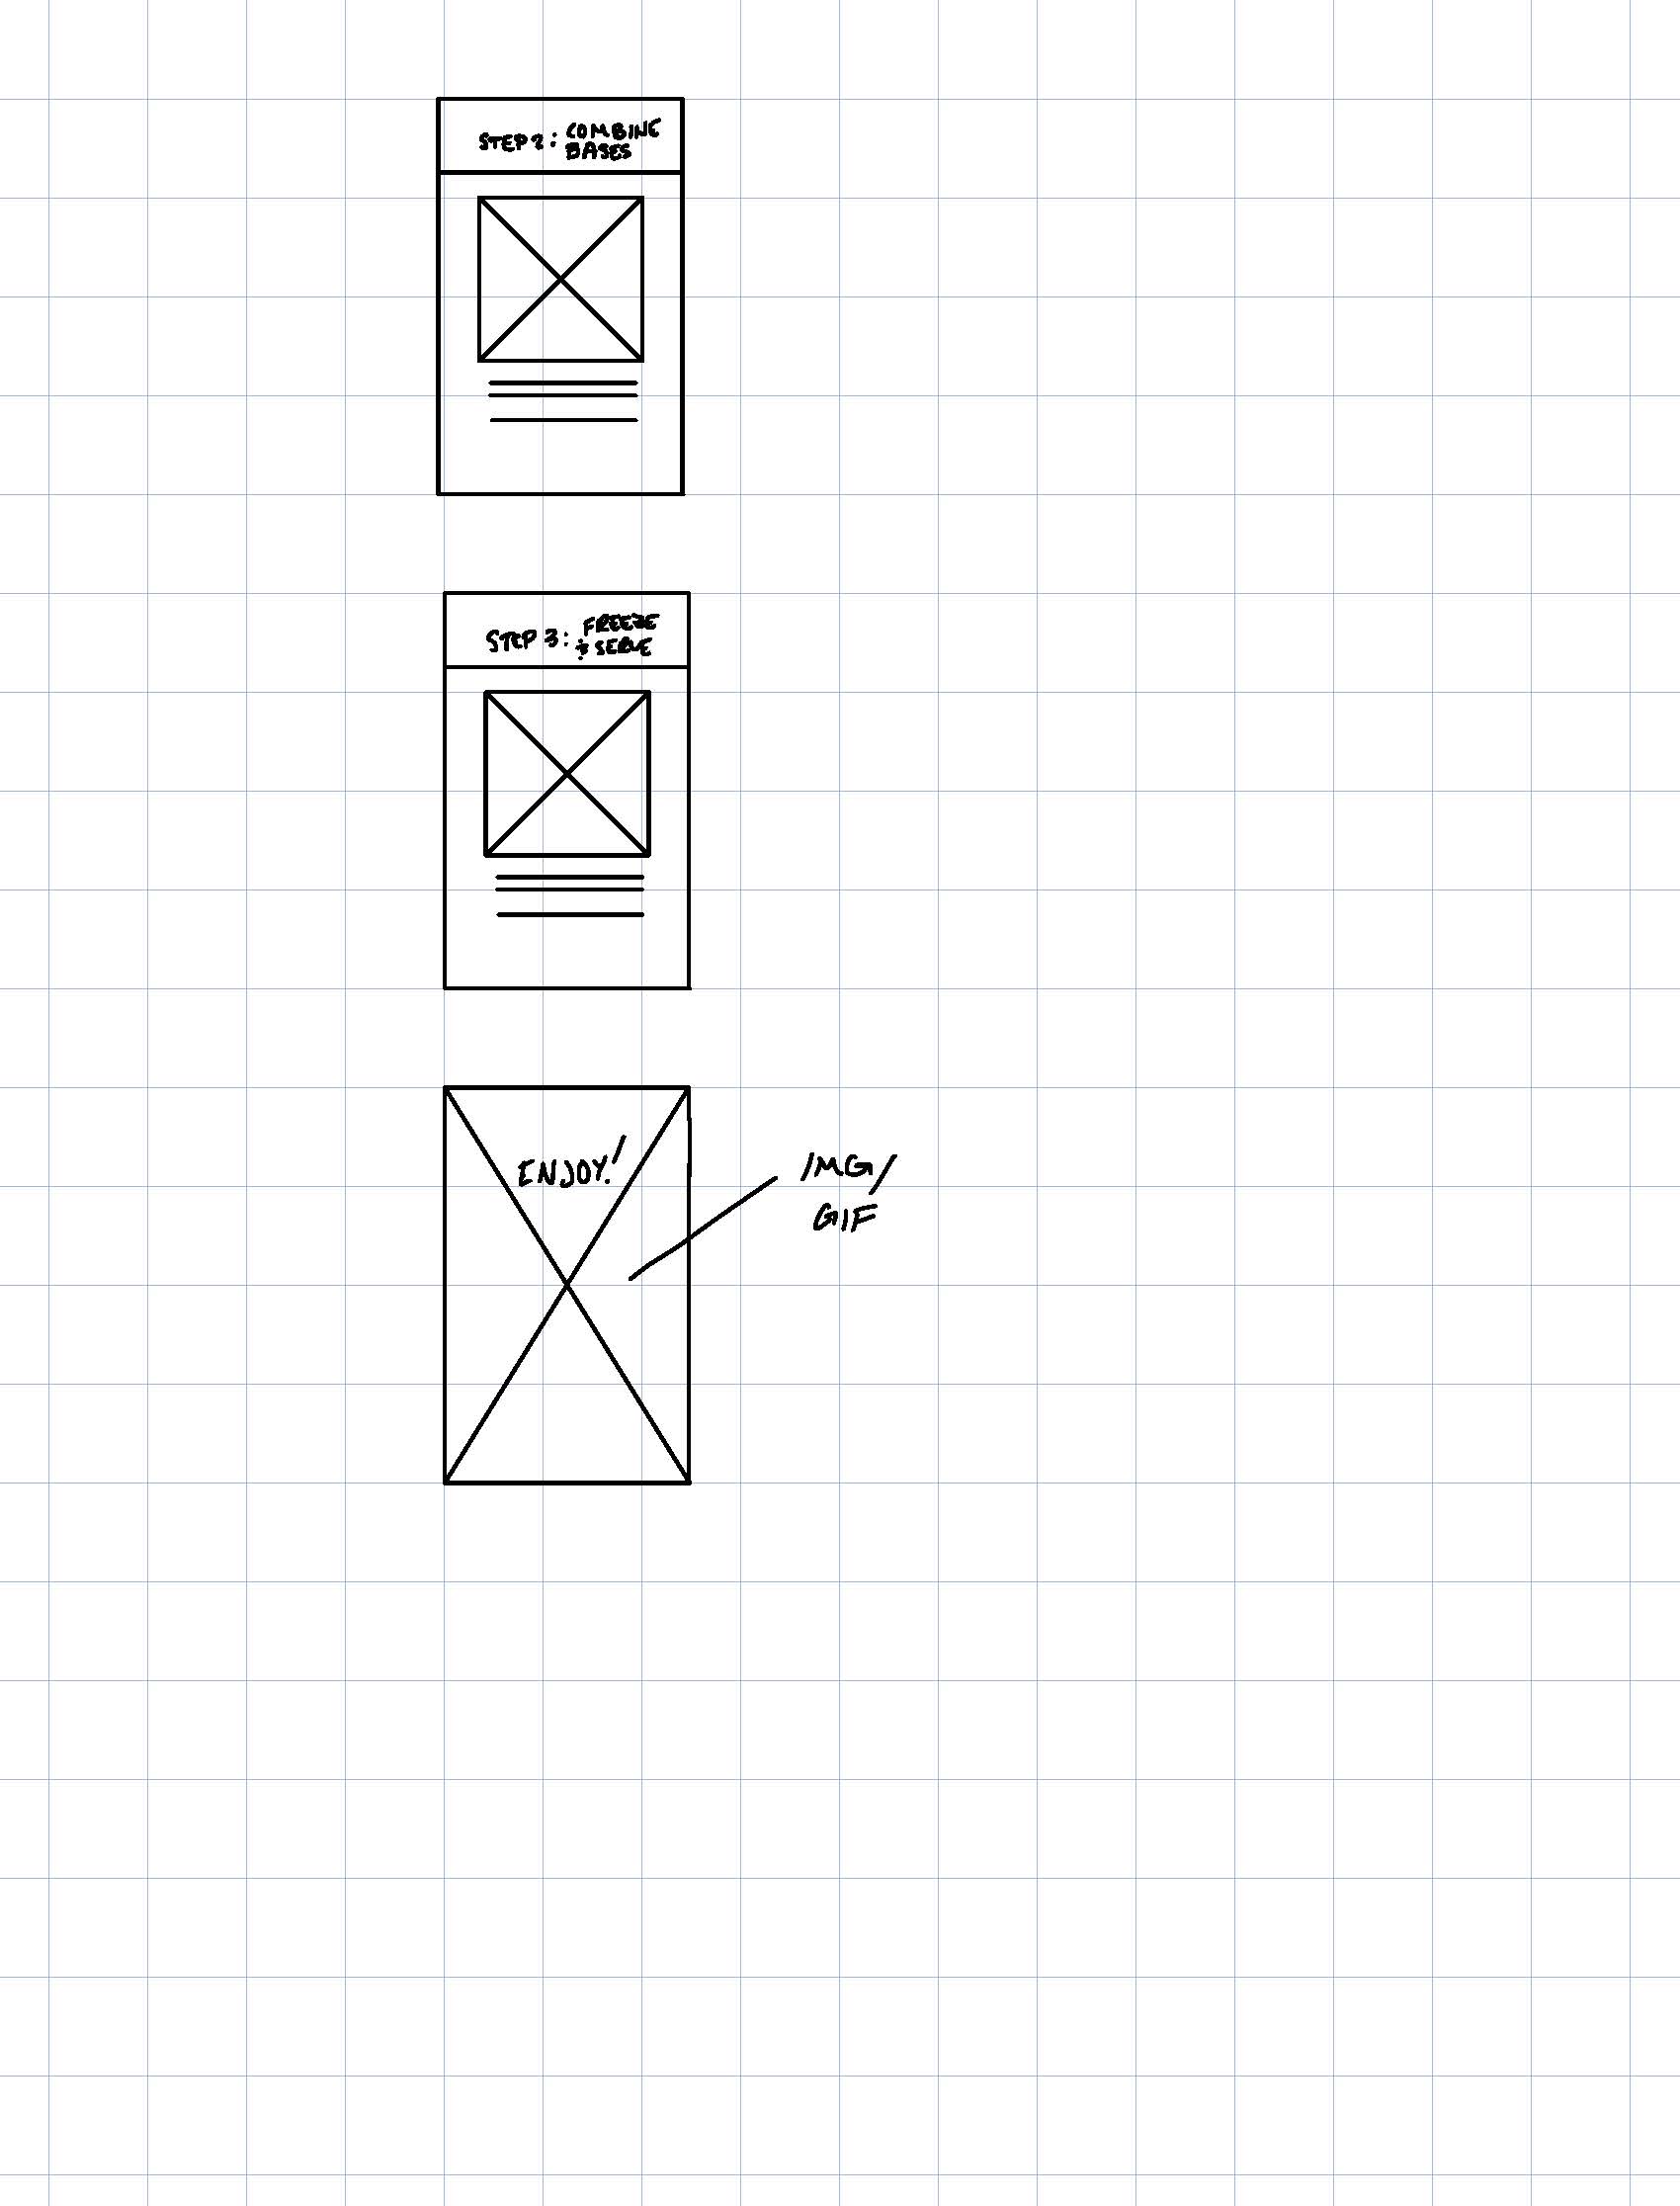 STEP 2: COMBINE
BASES
STEP 3: FREEZE
& SERVE
ENJOY!
IMG/
GIF